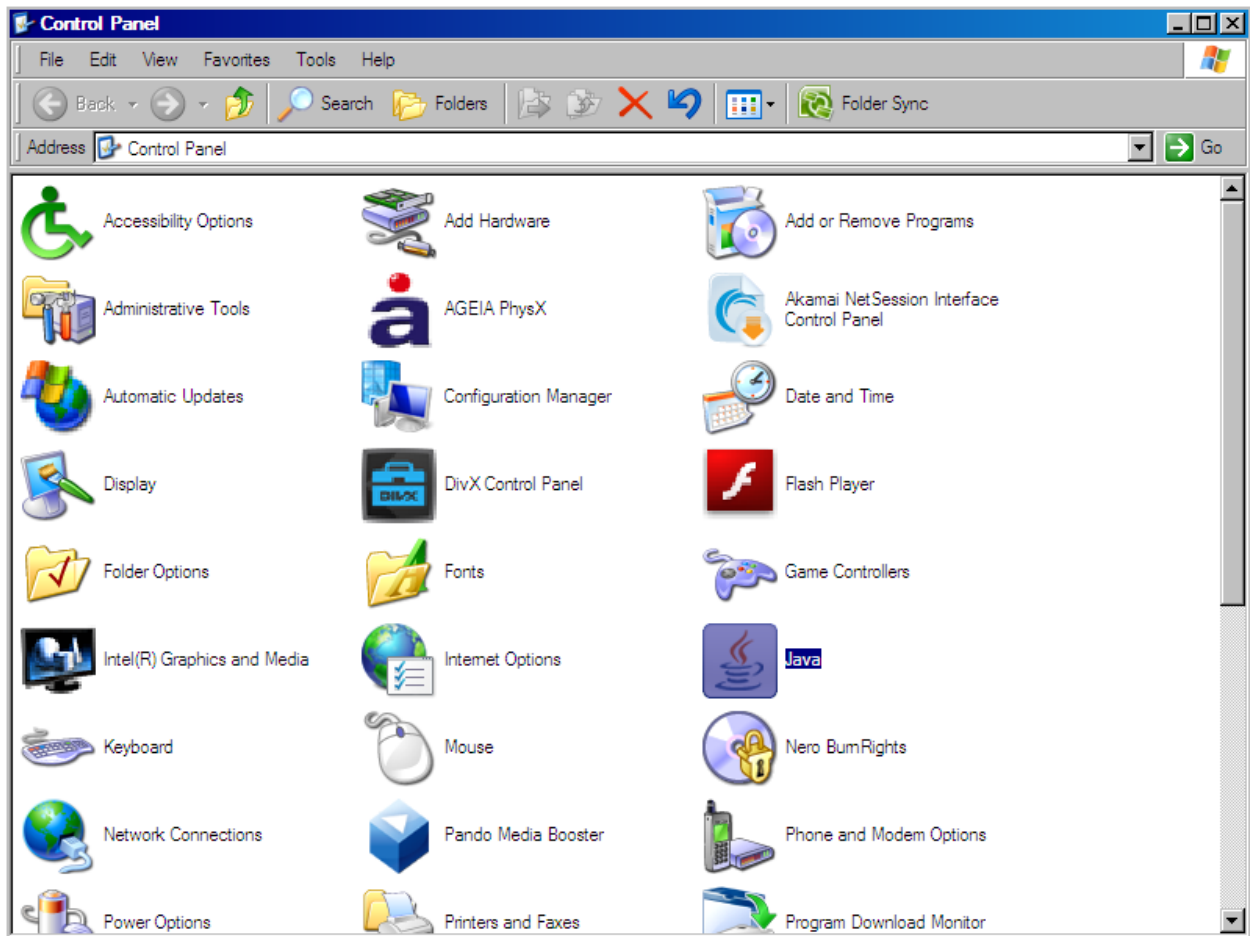 Control Panel
File Edit View Favorites Tools Help
Back Search Folders Folder Sync
Address Control Panel Go
Accessibility Options Add Hardware Add or Remove Programs
Administrative Tools AGEIA PhysX Akamai NetSession Interface
Control Panel
Automatic Updates Configuration Manager Date and Time
Display DivX Control Panel Flash Player
DIVX
Folder Options Fonts Game Controllers
Intel(R) Graphics and Media Internet Options Java
Keyboard Mouse Nero BurnRights
Network Connections Pando Media Booster Phone and Modem Options
Power Options Printers and Faxes Program Download Monitor